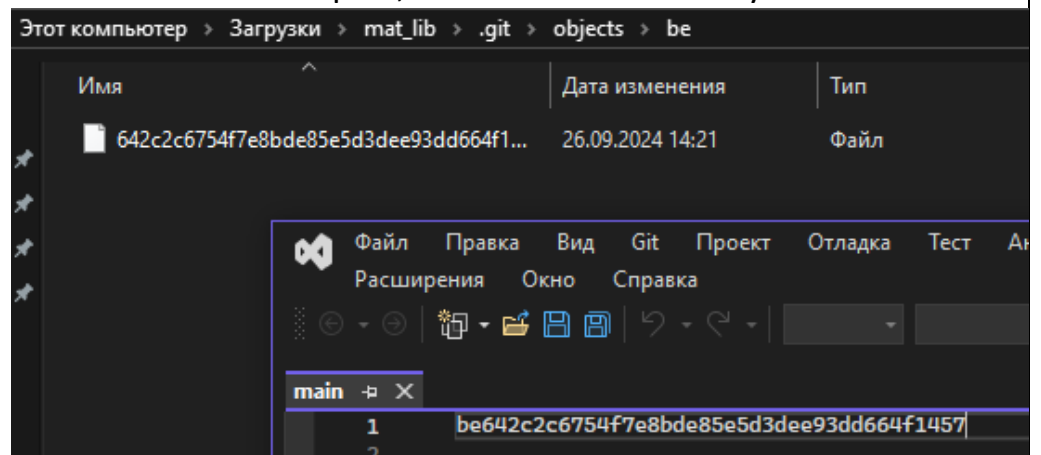 Этот компьютер > Загрузки > mat_lib > .git > objects > be
Имя Дата изменения Тип
642c2c6754f7e8bde85e5d3dee93dd664f1... 26.09.2024 14:21 Файл
Файл Правка Вид Git Проект Отладка Тест
Расширения Окно Справка
main
1 be642c2c6754f7e8bde85e5d3dee93dd664f1457
2